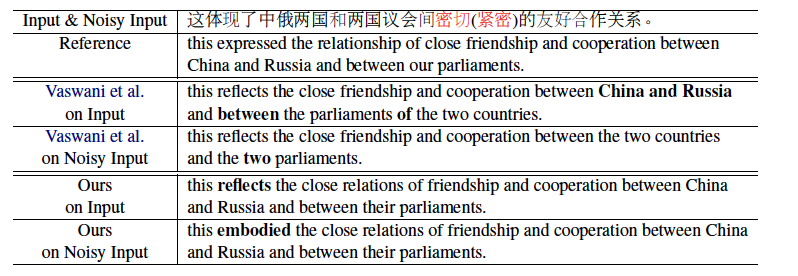 Input & Noisy Input 这体现了中俄两国和两国议会间密切(紧密)的友好合作关系。
Reference this expressed the relationship of close friendship and cooperation between
China and Russia and between our parliaments.
Vaswani et al. this reflects the close friendship and cooperation between China and Russia
on Input and between the parliaments of the two countries.
Vaswani et al. this reflects the close friendship and cooperation between the two countries
on Noisy Input and the two parliaments.
Ours this reflects the close relations of friendship and cooperation between China
on Input and Russia and between their parliaments.
Ours this embodied the close relations of friendship and cooperation between China
on Noisy Input and Russia and between their parliaments.